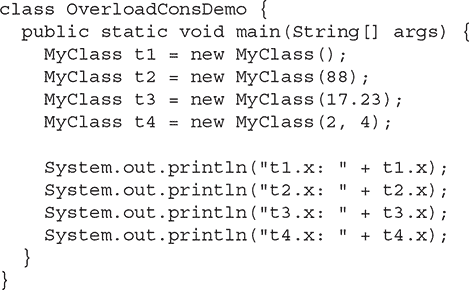 class OverloadConsDemo {
  public static void main(String[] args) {
    MyClass t1 = new MyClass();
    MyClass t2 = new MyClass(88);
    MyClass t3 = new MyClass(17.23);
    MyClass t4 = new MyClass(2, 4);

    System.out.println("t1.x: " + t1.x);
    System.out.println("t2.x: " + t2.x);
    System.out.println("t3.x: " + t3.x);
    System.out.println("t4.x: " + t4.x);
  }
}